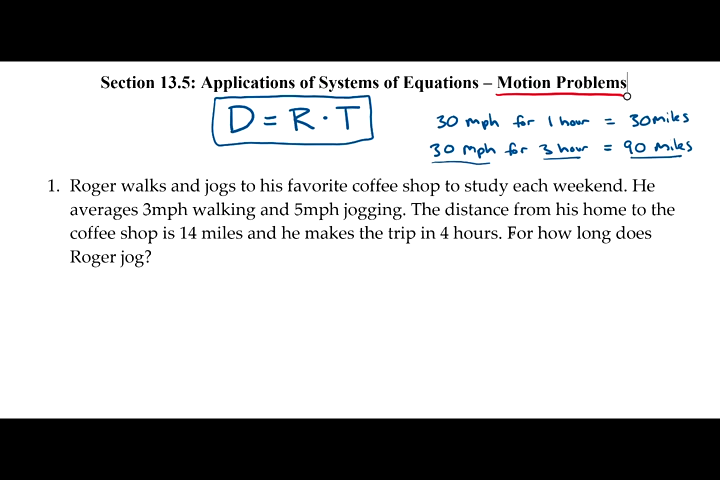 Section 13.5: Applications of Systems of Equations – Motion Problems
D = R · T
30 mph for 1 hour = 30 miles
30 mph for 3 hour = 90 miles
1. Roger walks and jogs to his favorite coffee shop to study each weekend. He
averages 3mph walking and 5mph jogging. The distance from his home to the
coffee shop is 14 miles and he makes the trip in 4 hours. For how long does
Roger jog?